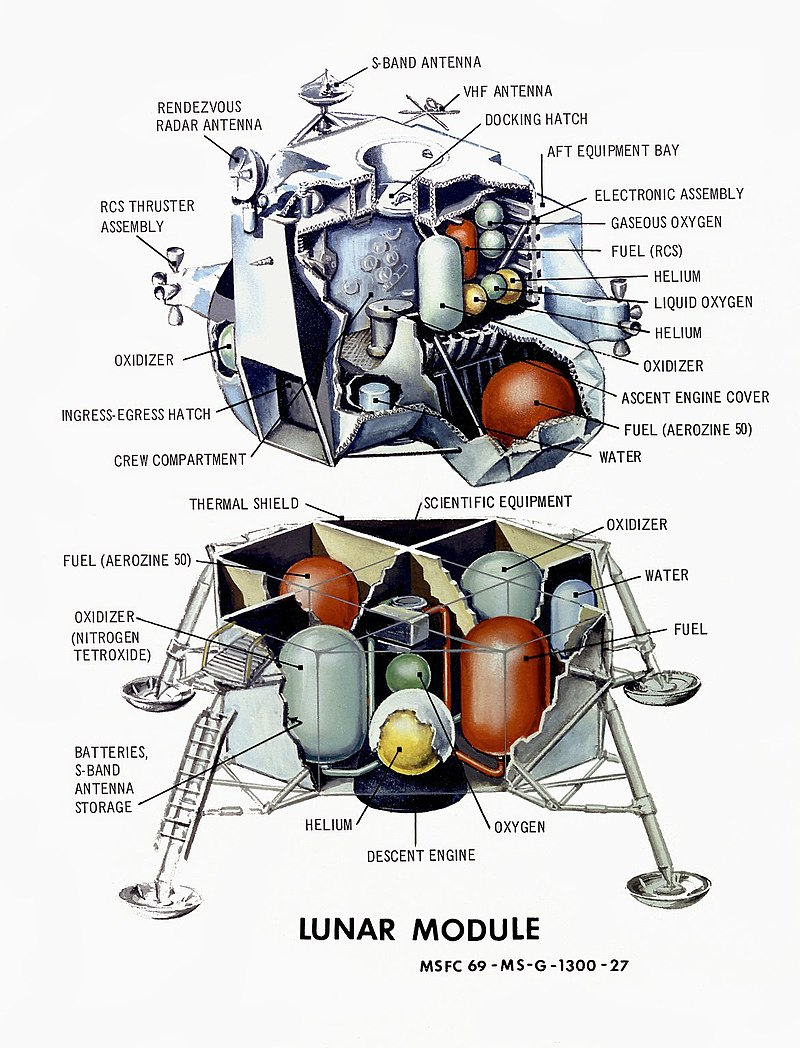 S-BAND ANTENNA
VHF ANTENNA
RENDEZVOUS
RADAR ANTENNA
DOCKING HATCH
AFT EQUIPMENT BAY
ELECTRONIC ASSEMBLY
RCS THRUSTER
ASSEMBLY
GASEOUS OXYGEN
FUEL (RCS)
HELIUM
LIQUID OXYGEN
HELIUM
OXIDIZER
OXIDIZER
ASCENT ENGINE COVER
INGRESS-EGRESS HATCH
FUEL (AEROZINE 50)
CREW COMPARTMENT
WATER
THERMAL SHIELD
SCIENTIFIC EQUIPMENT
OXIDIZER
FUEL (AEROZINE 50)
WATER
OXIDIZER
(NITROGEN
TETROXIDE)
FUEL
BATTERIES,
S-BAND
ANTENNA
STORAGE
HELIUM
OXYGEN
DESCENT ENGINE
LUNAR MODULE
MSFC 69-MS-G-1300-27